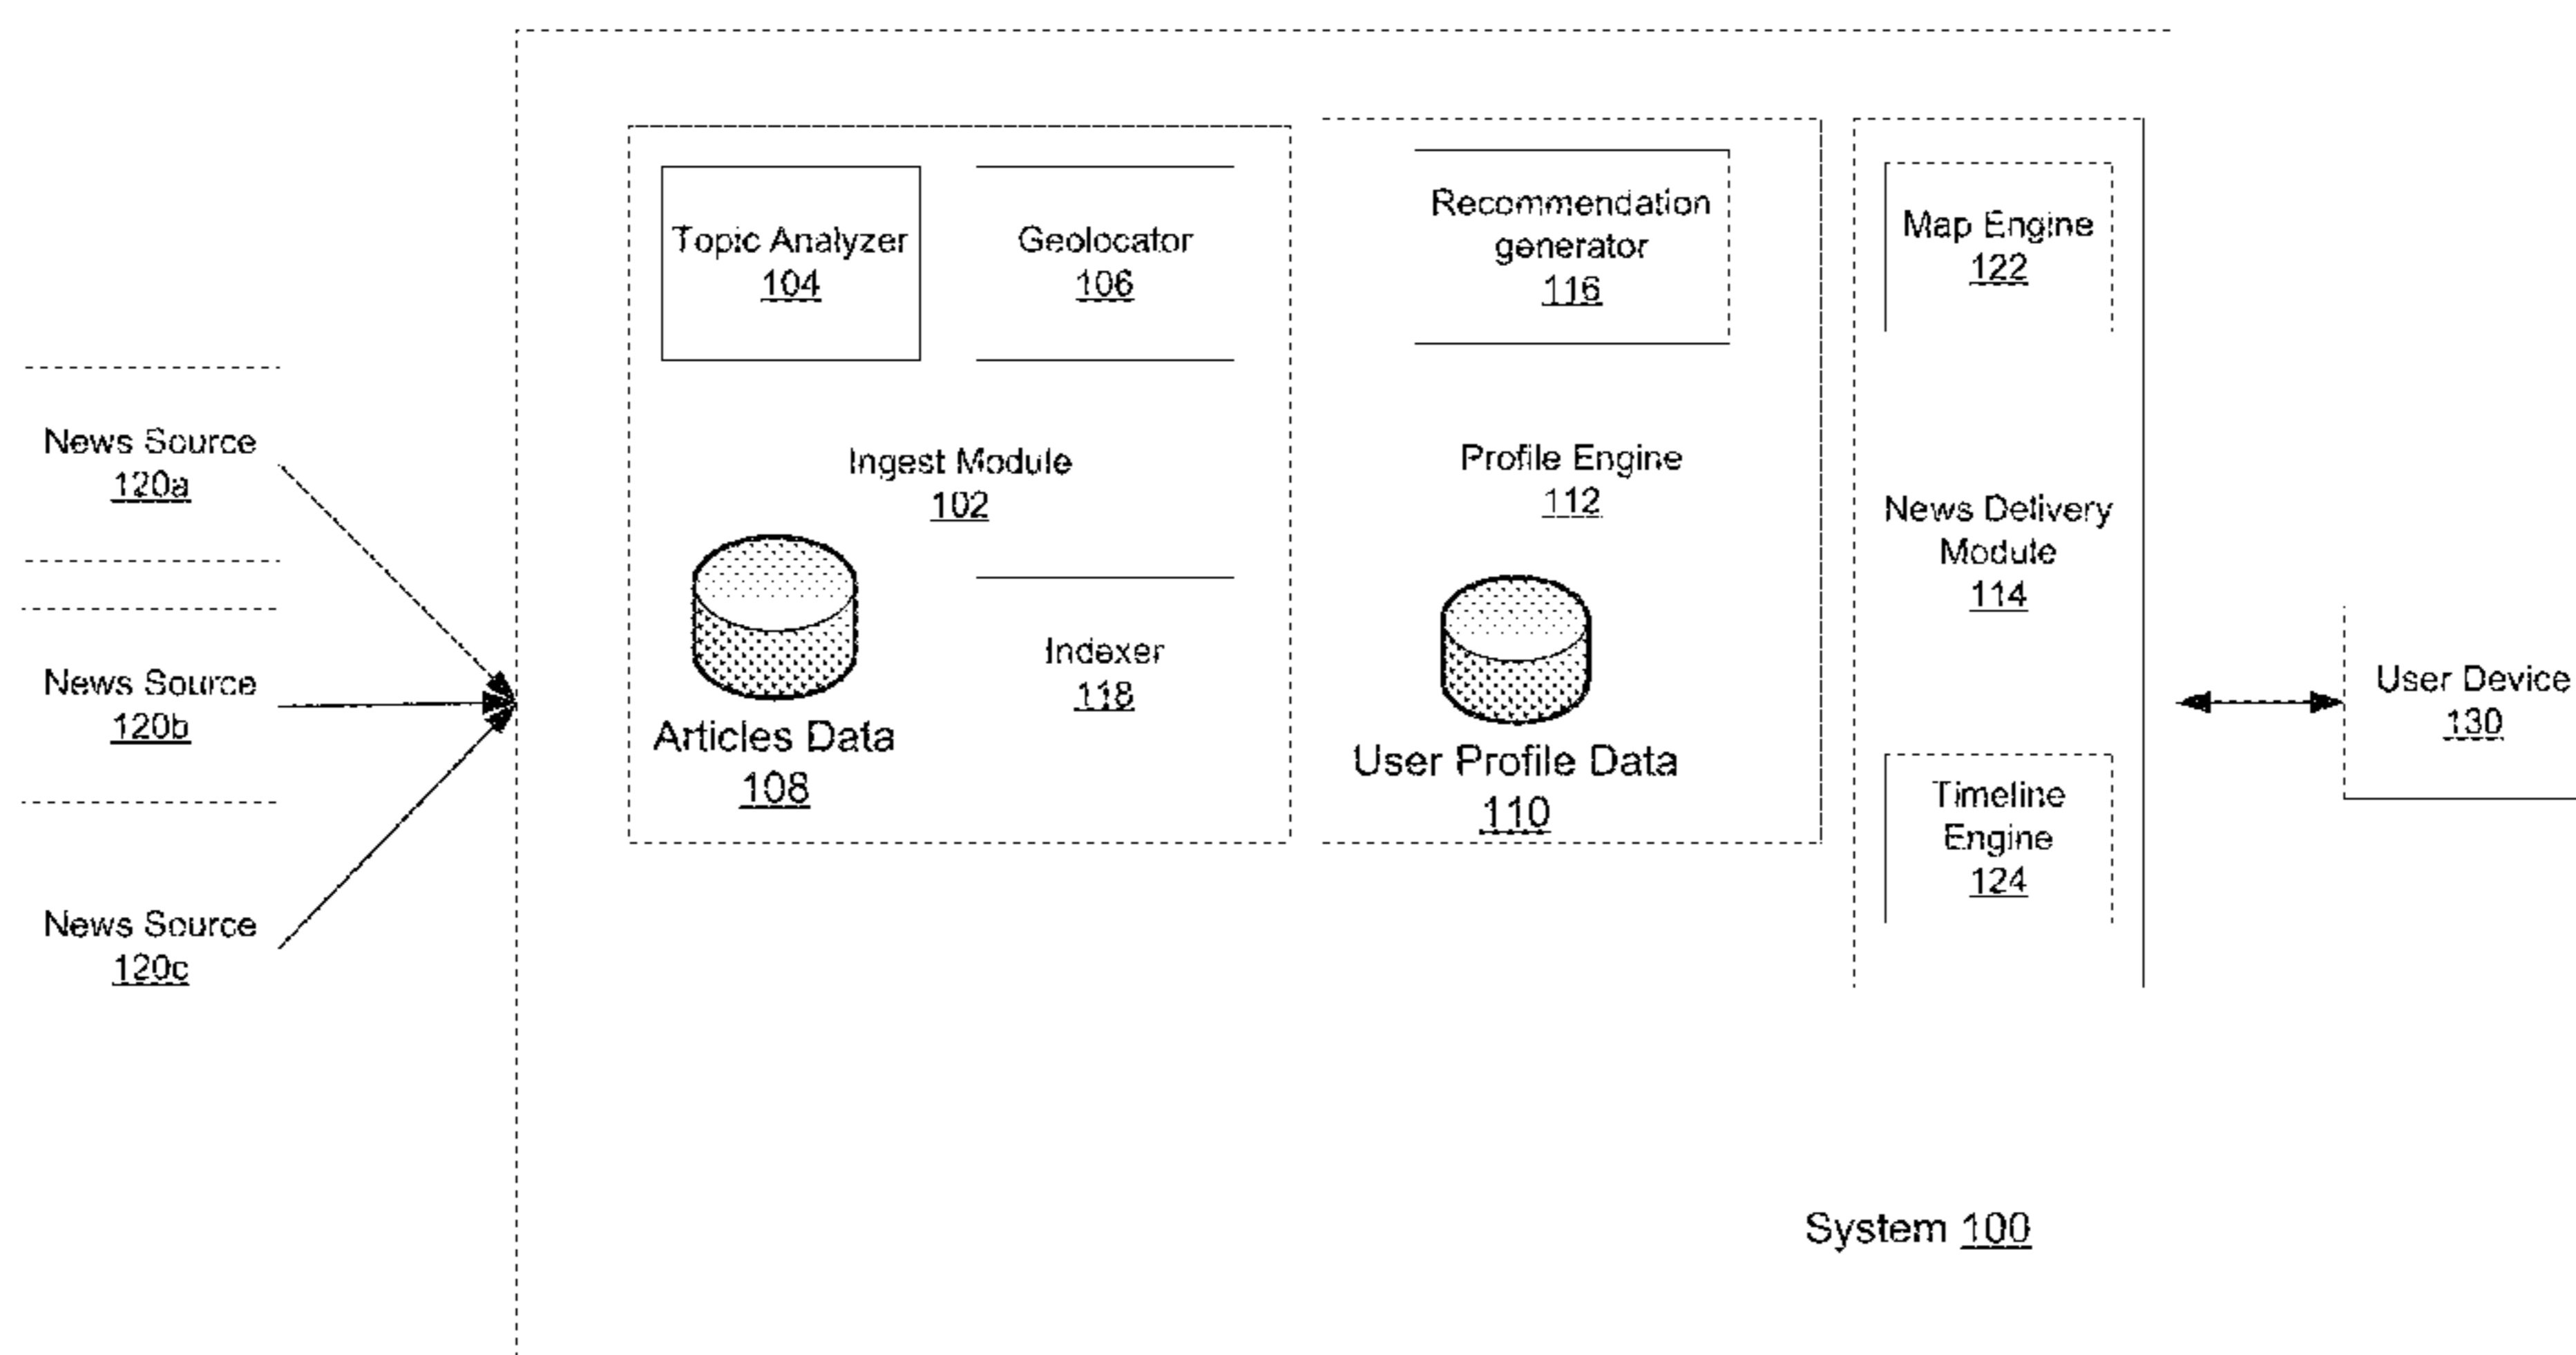 News Source
120a
News Source
120b
News Source
120c
Topic Analyzer
104
Geolocator
106
Ingest Module
102
Articles Data
108
Indexer
118
Recommendation
generator
116
Profile Engine
112
User Profile Data
110
Map Engine
122
News Delivery
Module
114
Timeline
Engine
124
User Device
130
System 100